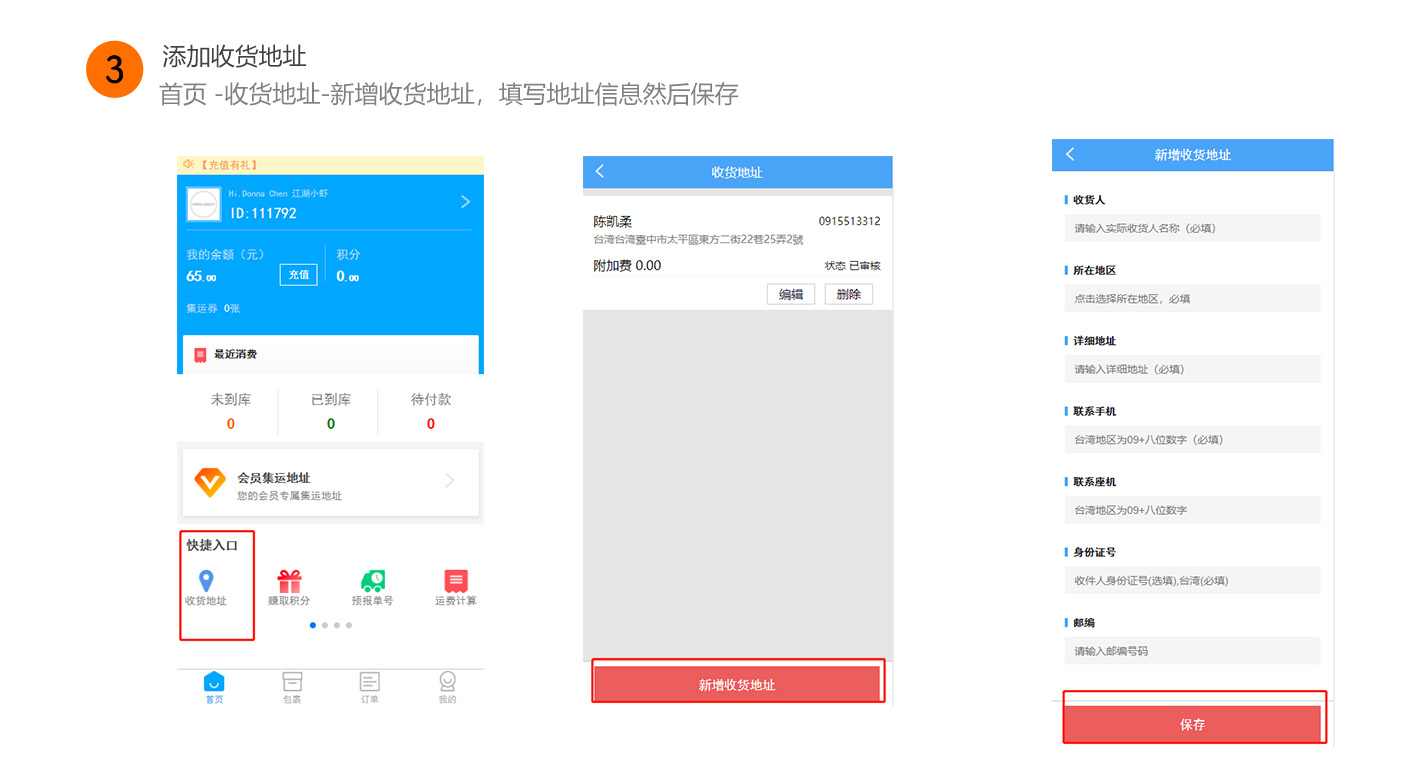 3
添加收货地址
首页 -收货地址-新增收货地址，填写地址信息然后保存
【充值有礼】
Hi,Donna Chen 江湖小虾
ID:111792
我的余额（元）
积分
65.00
充值
0.00
集运券 0张
最近消费
未到库
已到库
待付款
0
0
0
会员集运地址
您的会员专属集运地址
快捷入口
收货地址
赚取积分
预报单号
运费计算
首页
包裹
订单
我的
收货地址
陈凯柔
0915513312
台湾台湾臺中市太平區東方二街22巷25弄2號
附加费 0.00
状态 已审核
编辑
删除
新增收货地址
新增收货地址
收货人
请输入实际收货人名称（必填）
所在地区
点击选择所在地区，必填
详细地址
请输入详细地址（必填）
联系手机
台湾地区为09+八位数字（必填）
联系座机
台湾地区为09+八位数字
身份证号
收件人身份证号(选填),台湾(必填)
邮编
请输入邮编号码
保存